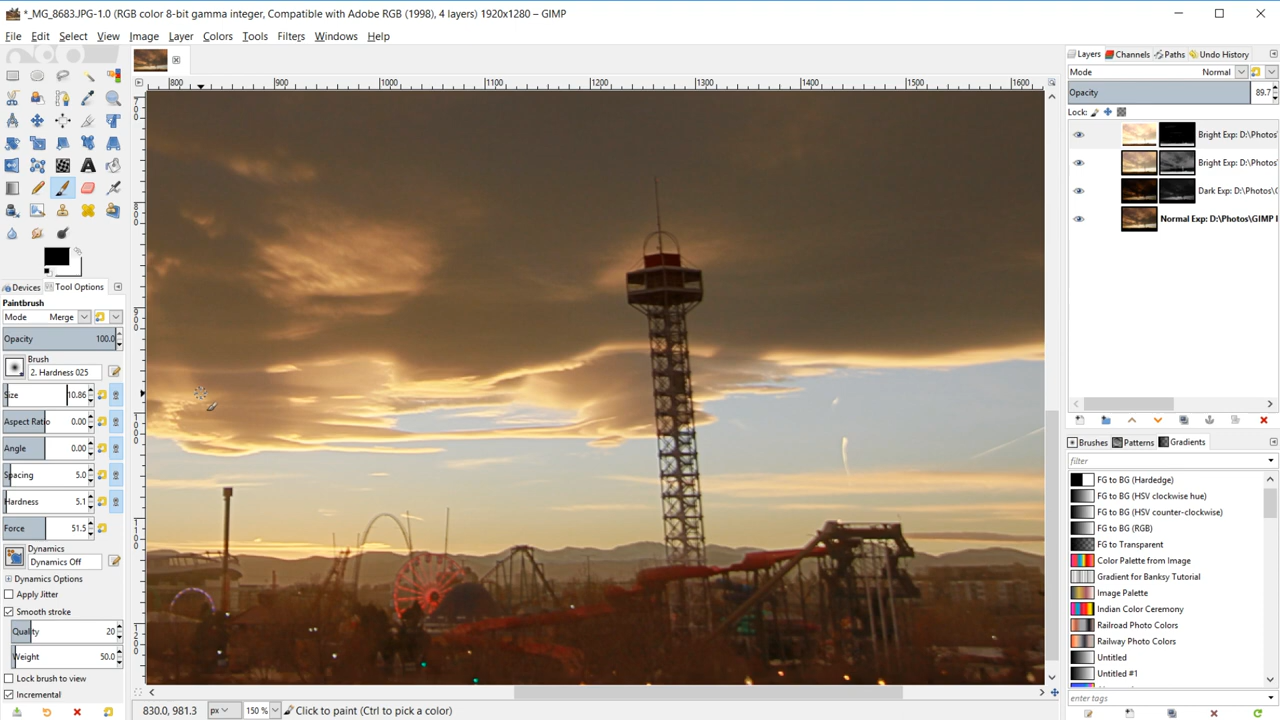 *_MG_8683.JPG-1.0 (RGB color 8-bit gamma integer, Compatible with Adobe RGB (1998), 4 layers) 1920x1280 – GIMP
File Edit Select View Image Layer Colors Tools Filters Windows Help
Layers Channels Paths Undo History
Mode Normal
Opacity 89.7
Lock:
Bright Exp: D:\Photos
Bright Exp: D:\Photos\
Dark Exp: D:\Photos\
Normal Exp: D:\Photos\GIMP
800 900 1000 1100 1200 1300 1400 1500 1600
700
800
900
1000
1100
1200
Devices Tool Options
Paintbrush
Mode Merge
Opacity 100.0
Brush
2. Hardness 025
Size 10.86
Aspect Ratio 0.00
Angle 0.00
Spacing 5.0
Hardness 5.1
Force 51.5
Dynamics
Dynamics Off
Dynamics Options
Apply Jitter
Smooth stroke
Quality 20
Weight 50.0
Lock brush to view
Incremental
Brushes Patterns Gradients
filter
FG to BG (Hardedge)
FG to BG (HSV clockwise hue)
FG to BG (HSV counter-clockwise)
FG to BG (RGB)
FG to Transparent
Color Palette from Image
Gradient for Banksy Tutorial
Image Palette
Indian Color Ceremony
Railroad Photo Colors
Railway Photo Colors
Untitled
Untitled #1
enter tags
830.0, 981.3 px 150 % Click to paint (Ctrl to pick a color)